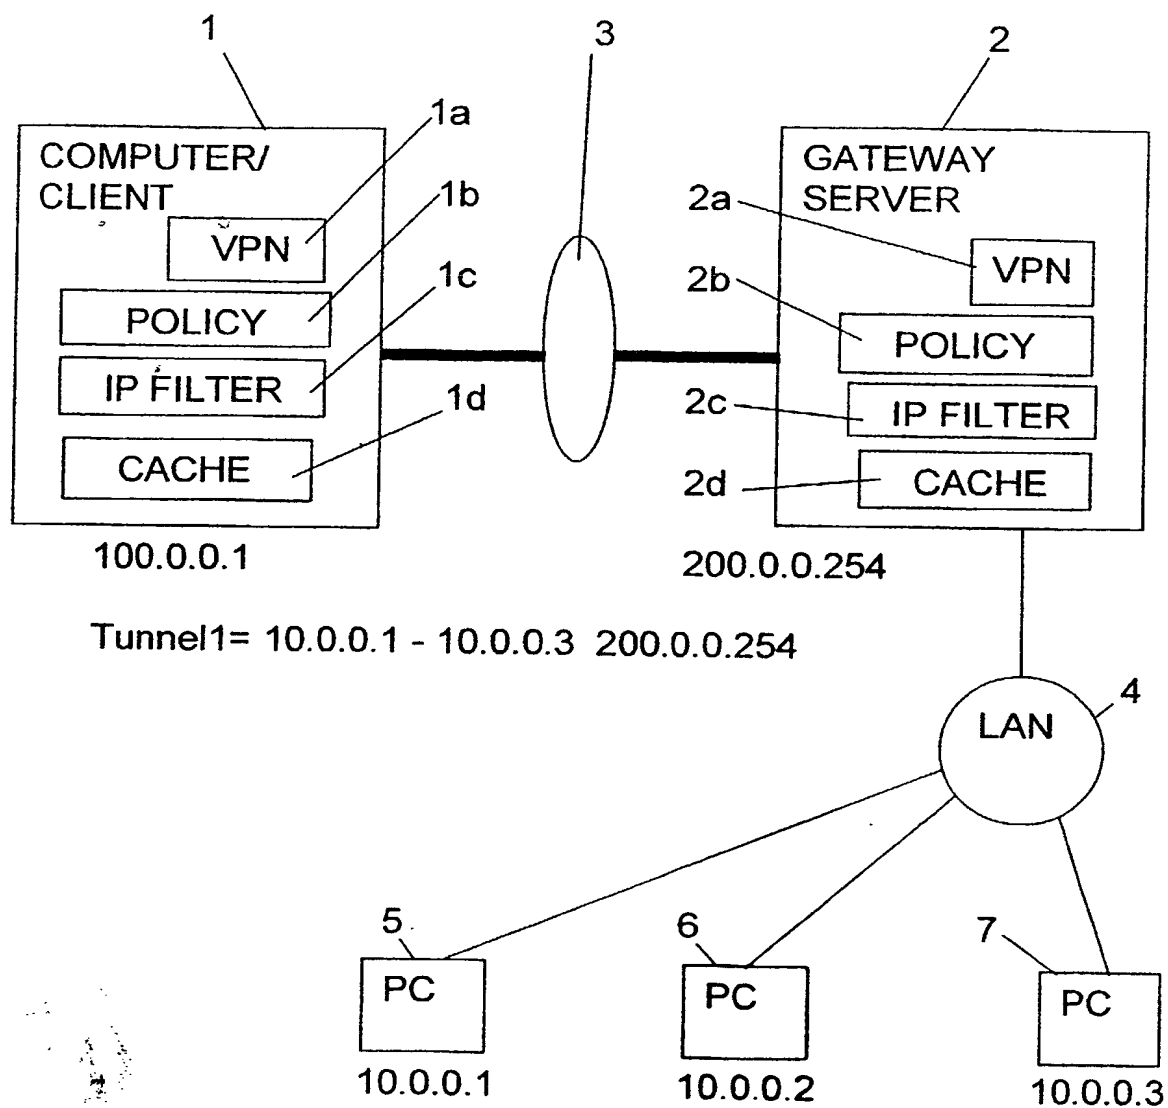 1
3
2
COMPUTER/
CLIENT
1a
VPN
1b
POLICY
1c
IP FILTER
1d
CACHE
100.0.0.1
GATEWAY
SERVER
2a
VPN
2b
POLICY
2c
IP FILTER
2d
CACHE
200.0.0.254
Tunnel1= 10.0.0.1 - 10.0.0.3 200.0.0.254
LAN
4
5
PC
10.0.0.1
6
PC
10.0.0.2
7
PC
10.0.0.3